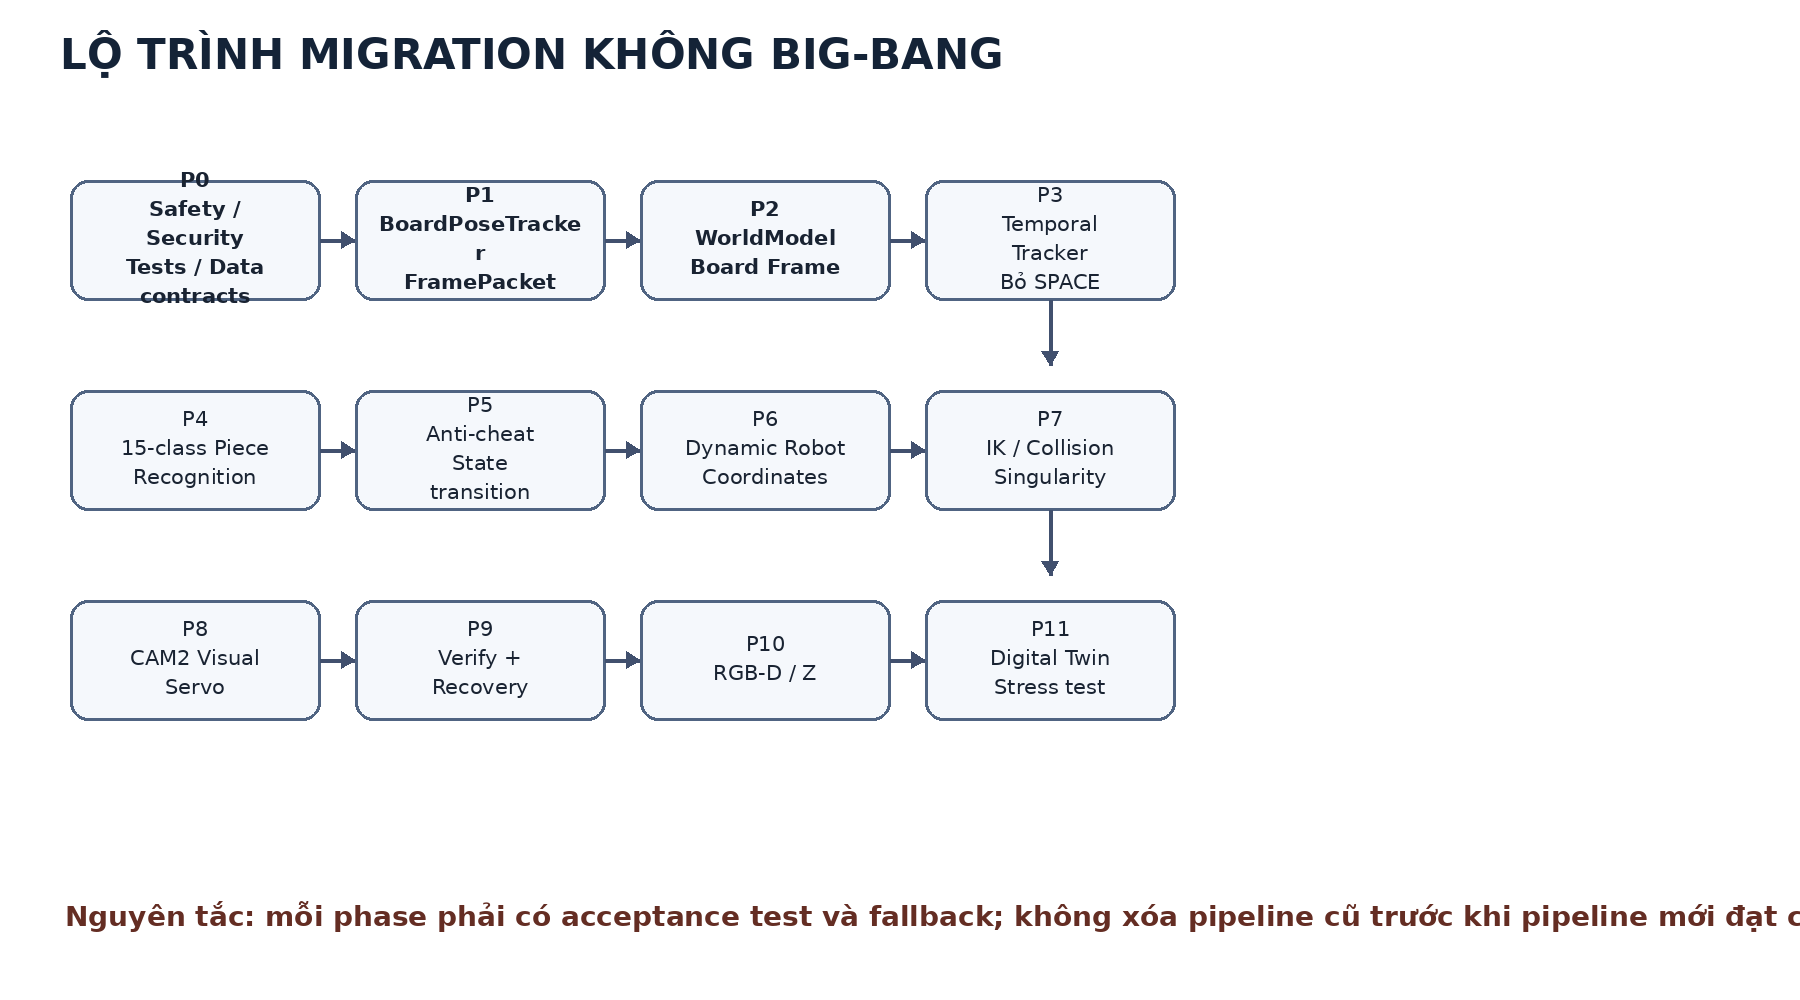 LỘ TRÌNH MIGRATION KHÔNG BIG-BANG
P0
Safety /
Security
Tests / Data
contracts
P1
BoardPoseTracke
r
FramePacket
P2
WorldModel
Board Frame
P3
Temporal
Tracker
Bỏ SPACE
P4
15-class Piece
Recognition
P5
Anti-cheat
State
transition
P6
Dynamic Robot
Coordinates
P7
IK / Collision
Singularity
P8
CAM2 Visual
Servo
P9
Verify +
Recovery
P10
RGB-D / Z
P11
Digital Twin
Stress test
Nguyên tắc: mỗi phase phải có acceptance test và fallback; không xóa pipeline cũ trước khi pipeline mới đạt